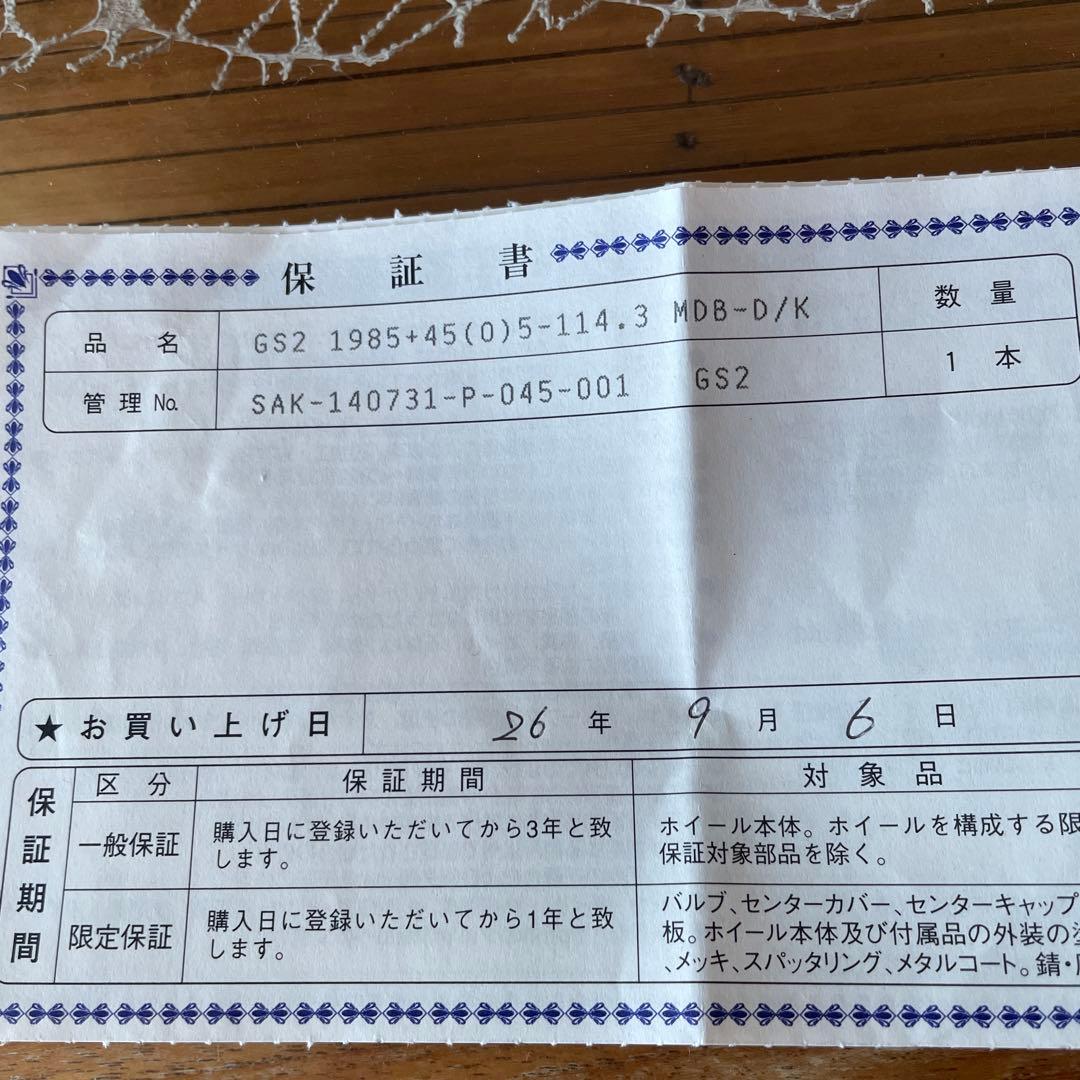 保証書
品名 GS2 1985+45(0)5-114.3 MDB-D/K 数量
管理No. SAK-140731-P-045-001 GS2 1本
★お買い上げ日 26年 9月 6日
保証期間 区分 保証期間 対象品
一般保証 購入日に登録いただいてから3年と致
します。
ホイール本体。ホイールを構成する限
保証対象部品を除く。
限定保証 購入日に登録いただいてから1年と致
します。
バルブ、センターカバー、センターキャップ
板。ホイール本体及び付属品の外装の塗
、メッキ、スパッタリング、メタルコート。錆・